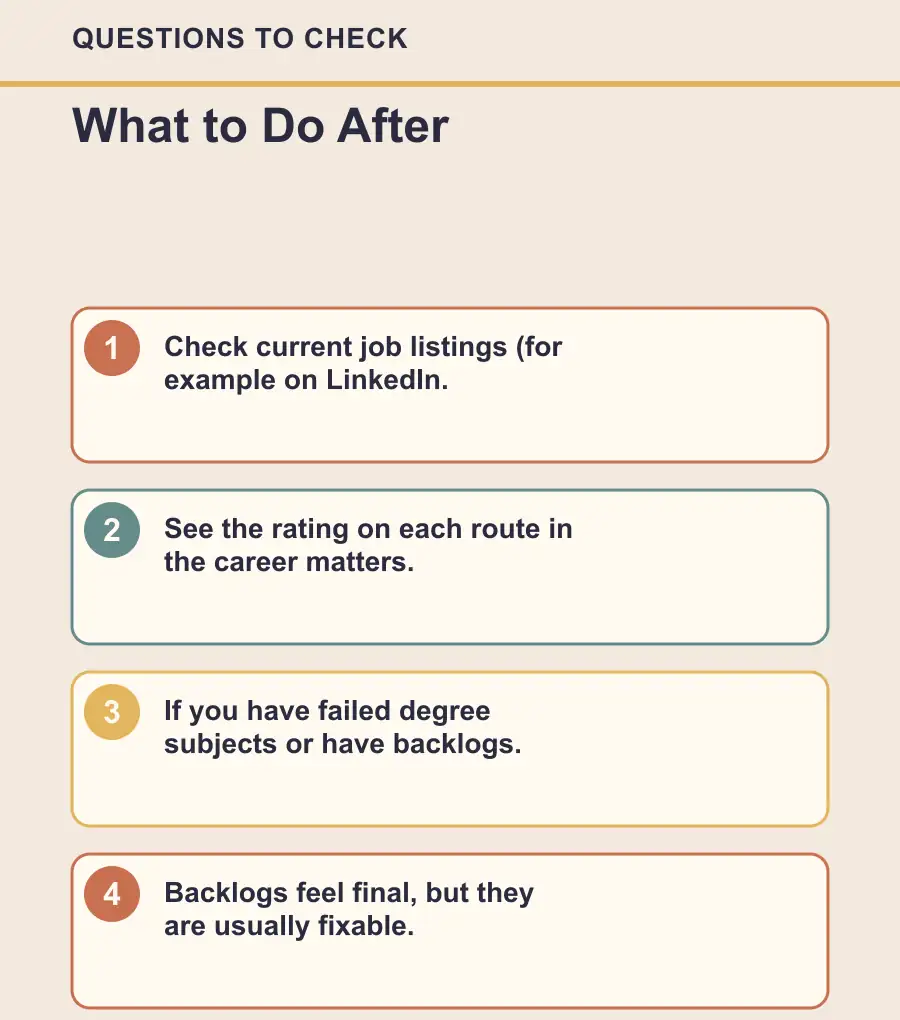 QUESTIONS TO CHECK
What to Do After
1
Check current job listings (for
example on LinkedIn.
2
See the rating on each route in
the career matters.
3
If you have failed degree
subjects or have backlogs.
4
Backlogs feel final, but they
are usually fixable.